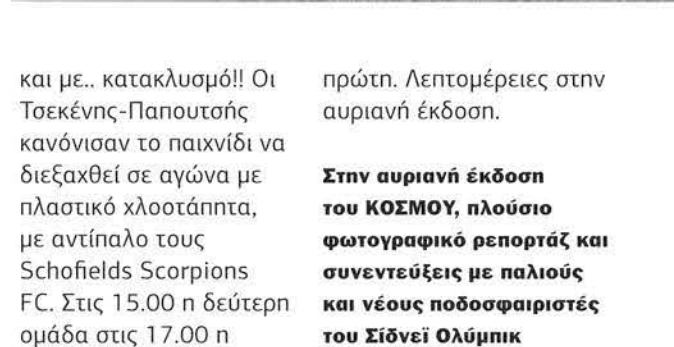 και με.. κατακλυσμό!! Οι
Τσεκένης-Παπουτσής
κανόνισαν το παιχνίδι να
διεξαχθεί σε αγώνα με
πλαστικό χλοοτάπητα,
με αντίπαλο τους
Schofields Scorpions
FC. Στις 15.00 η δεύτερη
ομάδα στις 17.00 η
πρώτη. Λεπτομέρειες στην
αυριανή έκδοση.
Στην αυριανή έκδοση
του ΚΟΣΜΟΥ, πλούσιο
φωτογραφικό ρεπορτάζ και
συνεντεύξεις με παλιούς
και νέους ποδοσφαιριστές
του Σίδνεϊ Ολύμπικ